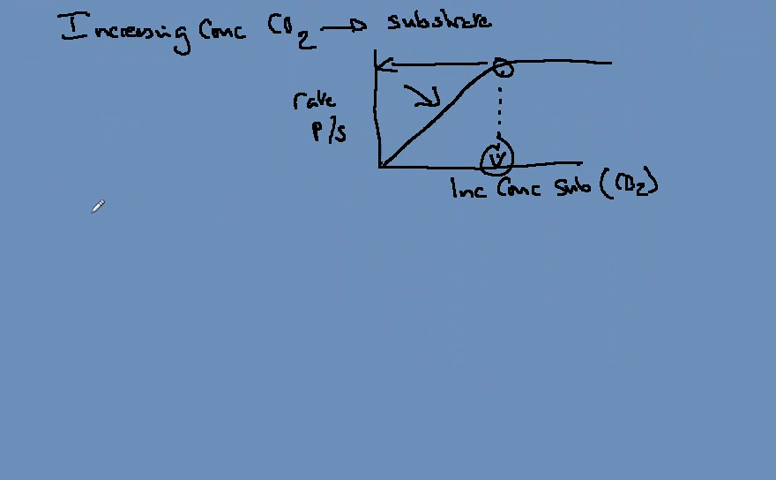 Increasing Conc CO2 → substrate
rate
P/s
Inc Conc Sub (CO2)